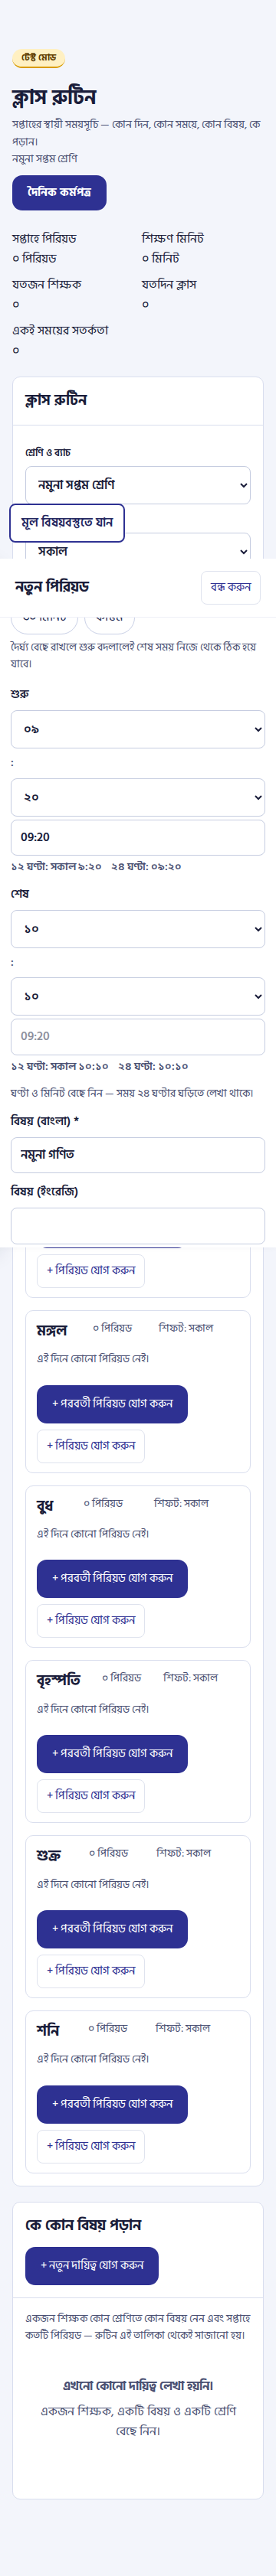 টেস্ট মোড
ক্লাস রুটিন
সপ্তাহের স্থায়ী সময়সূচি — কোন দিন, কোন সময়ে, কোন বিষয়, কে
পড়ান।
নমুনা সপ্তম শ্রেণি
দৈনিক কর্মপত্র
সপ্তাহে পিরিয়ড
শিক্ষণ মিনিট
০ পিরিয়ড
০ মিনিট
যতজন শিক্ষক
যতদিন ক্লাস
০
০
একই সময়ের সতর্কতা
০
ক্লাস রুটিন
শ্রেণি ও ব্যাচ
নমুনা সপ্তম শ্রেণি
মূল বিষয়বস্তুতে যান
সকাল
নতুন পিরিয়ড
বন্ধ করুন
দৈর্ঘ্য বেছে রাখলে শুরু বদলালেই শেষ সময় নিজে থেকে ঠিক হয়ে
যাবে।
শুরু
০৯
:
২০
09:20
১২ ঘণ্টা: সকাল ৯:২০ ২৪ ঘণ্টা: ০৯:২০
শেষ
১০
:
১০
09:20
১২ ঘণ্টা: সকাল ১০:১০ ২৪ ঘণ্টা: ১০:১০
ঘণ্টা ও মিনিট বেছে নিন — সময় ২৪ ঘণ্টার ঘড়িতে লেখা থাকে।
বিষয় (বাংলা) *
নমুনা গণিত
বিষয় (ইংরেজি)
+ পিরিয়ড যোগ করুন
মঙ্গল ০ পিরিয়ড শিফট: সকাল
এই দিনে কোনো পিরিয়ড নেই।
+ পরবর্তী পিরিয়ড যোগ করুন
+ পিরিয়ড যোগ করুন
বুধ ০ পিরিয়ড শিফট: সকাল
এই দিনে কোনো পিরিয়ড নেই।
+ পরবর্তী পিরিয়ড যোগ করুন
+ পিরিয়ড যোগ করুন
বৃহস্পতি ০ পিরিয়ড শিফট: সকাল
এই দিনে কোনো পিরিয়ড নেই।
+ পরবর্তী পিরিয়ড যোগ করুন
+ পিরিয়ড যোগ করুন
শুক্র ০ পিরিয়ড শিফট: সকাল
এই দিনে কোনো পিরিয়ড নেই।
+ পরবর্তী পিরিয়ড যোগ করুন
+ পিরিয়ড যোগ করুন
শনি ০ পিরিয়ড শিফট: সকাল
এই দিনে কোনো পিরিয়ড নেই।
+ পরবর্তী পিরিয়ড যোগ করুন
+ পিরিয়ড যোগ করুন
কে কোন বিষয় পড়ান
+ নতুন দায়িত্ব যোগ করুন
একজন শিক্ষক কোন শ্রেণিতে কোন বিষয় নেন এবং সপ্তাহে
কতটি পিরিয়ড — রুটিন এই তালিকা থেকেই সাজানো হয়।
এখনো কোনো দায়িত্ব লেখা হয়নি।
একজন শিক্ষক, একটি বিষয় ও একটি শ্রেণি
বেছে নিন।